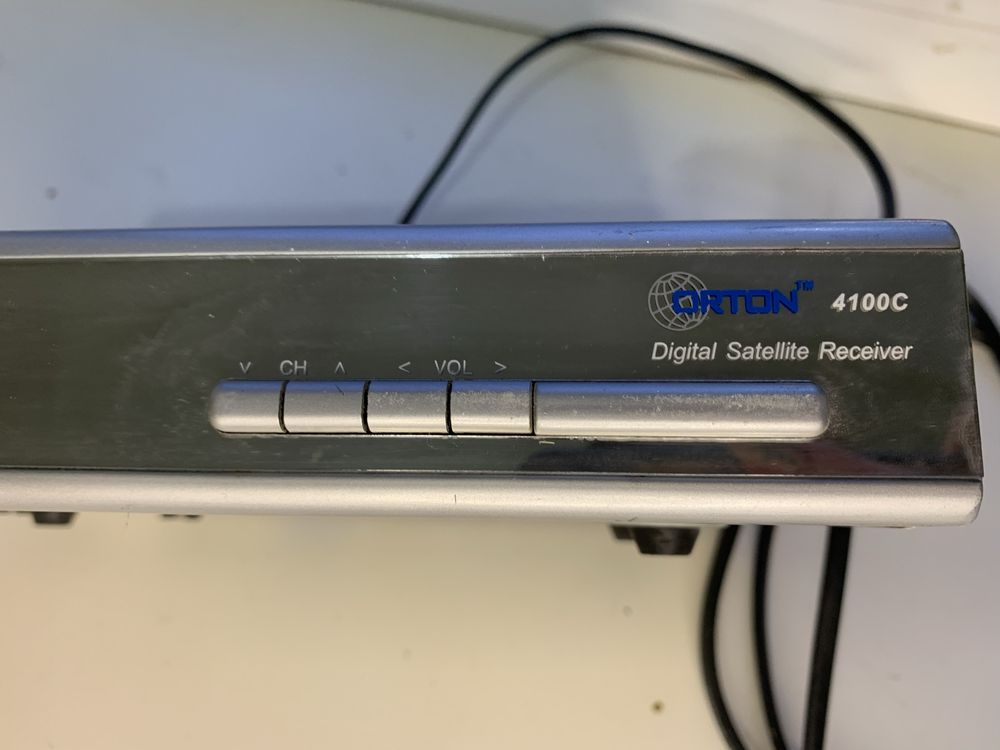 ORTON™ 4100C
Digital Satellite Receiver
˅ CH ˄ < VOL >